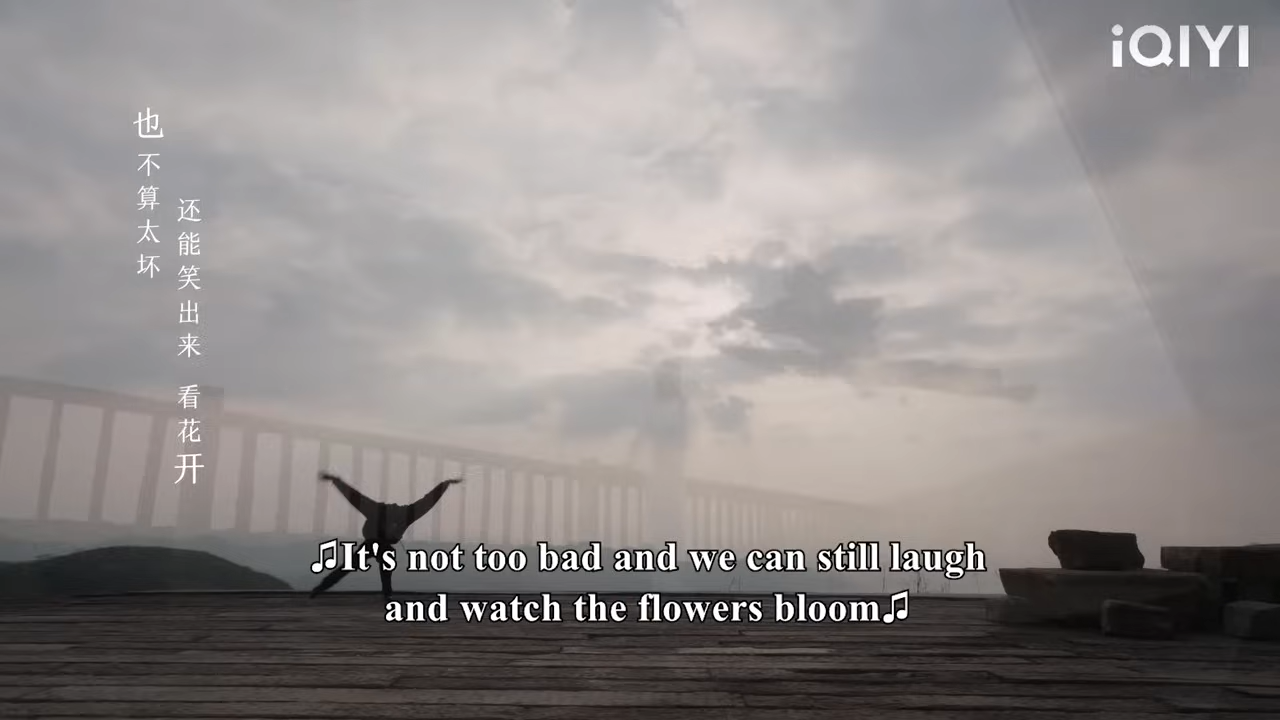 iQIYI
也不算太坏
还能笑出来 看花开
♫It's not too bad and we can still laugh
and watch the flowers bloom♫